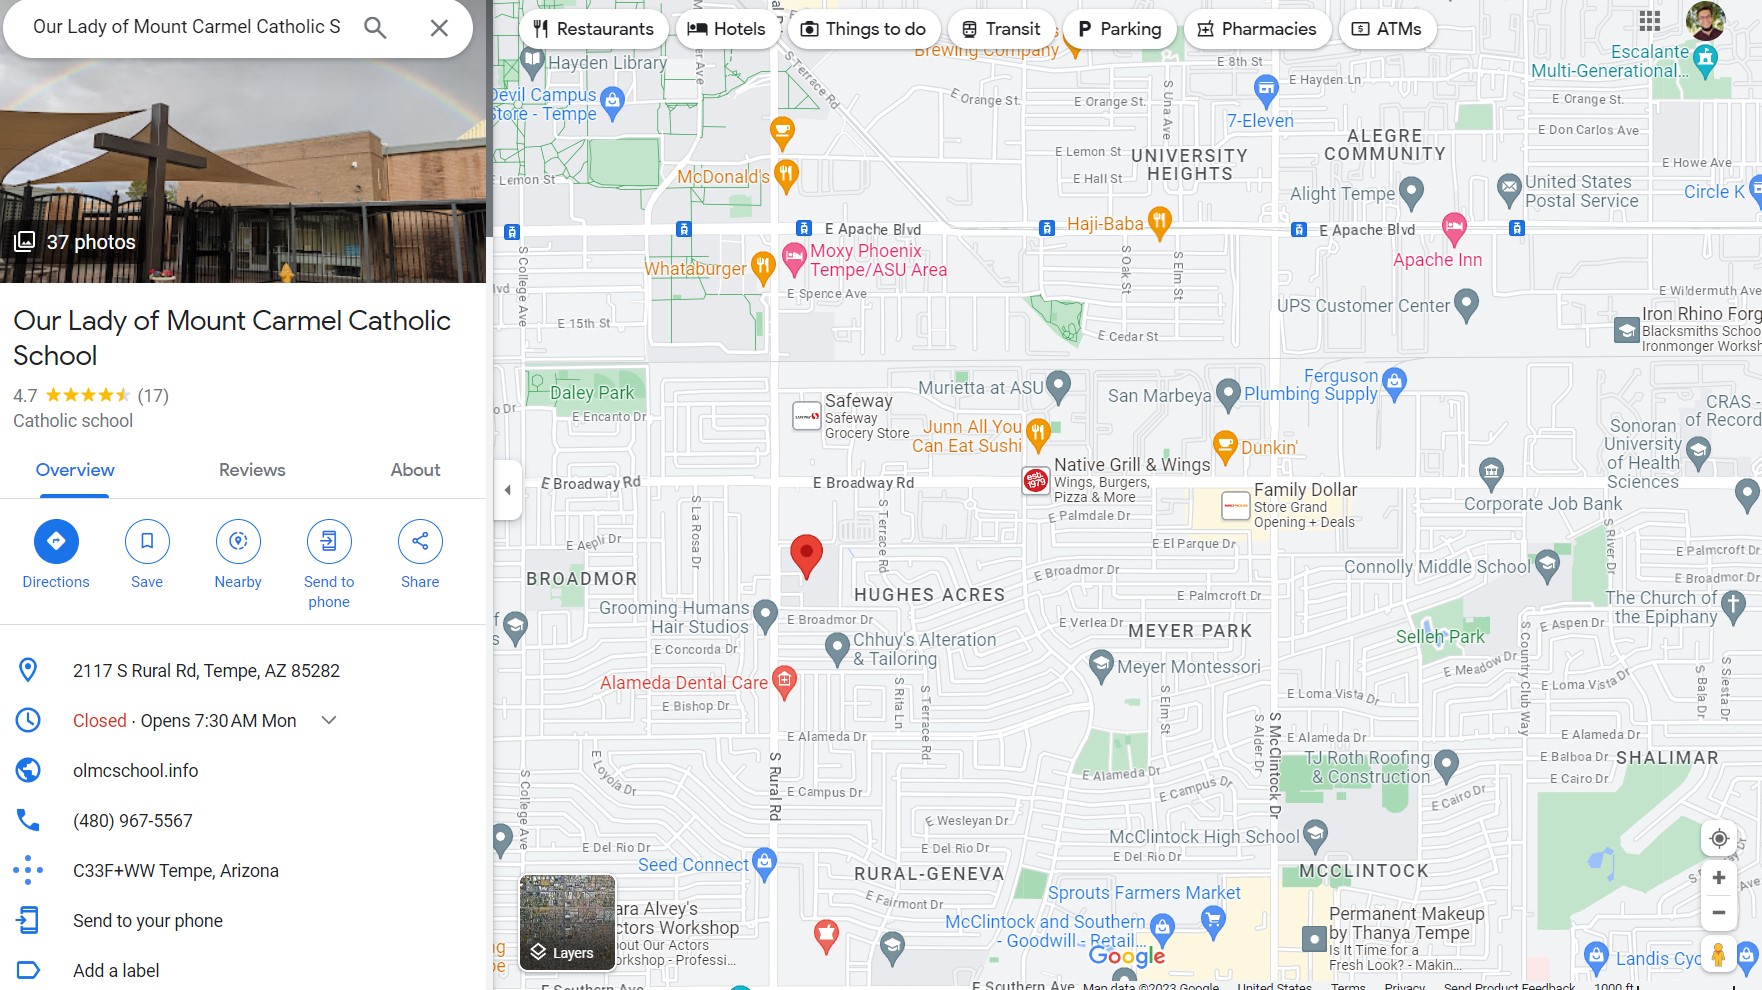 Our Lady of Mount Carmel Catholic S
37 photos
Our Lady of Mount Carmel Catholic
School
4.7
(17)
Catholic school
Overview
Reviews
About
Directions
Save
Nearby
Send to
phone
Share
2117 S Rural Rd, Tempe, AZ 85282
Closed · Opens 7:30 AM Mon
olmcschool.info
(480) 967-5567
C33F+WW Tempe, Arizona
Send to your phone
Add a label
Restaurants
Hotels
Things to do
Transit
Parking
Pharmacies
ATMs
Brewing Company
Hayden Library
S Terrace Rd
E 8th St
E Hayden Ln
Escalante
Multi-Generational...
Devil Campus
Store - Tempe
E Orange St.
E Orange St.
S Una Ave
7-Eleven
E Orange St.
E Don Carlos Ave
ALEGRE
COMMUNITY
E Lemon St
UNIVERSITY
HEIGHTS
E Howe Ave
McDonald's
E Lemon St
E Hall St
Alight Tempe
United States
Postal Service
Circle K
E Apache Blvd
Haji-Baba
E Apache Blvd
Moxy Phoenix
Tempe/ASU Area
Whataburger
Apache Inn
S College Ave
S Oak St
S Elm St
E Spence Ave
lvd
E Wildermuth Ave
UPS Customer Center
Iron Rhino Forg
Blacksmiths Schoo
Ironmonger Worksh
E 15th St
E Cedar St
Daley Park
Murietta at ASU
San Marbeya
Ferguson
Plumbing Supply
Safeway
Safeway
Grocery Store
o Dr
E Encanto Dr
CRAS -
of Record
Junn All You
Can Eat Sushi
Sonoran
University
of Health
Sciences
Dunkin'
E Broadway Rd
E Broadway Rd
est.
1979
Native Grill & Wings
Wings, Burgers,
Pizza & More
Family Dollar
Store Grand
Opening + Deals
Corporate Job Bank
S La Rosa Dr
S Terrace Rd
E Palmdale Dr
E Aepli Dr
E El Parque Dr
S River Dr
E Palmcroft Dr
BROADMOR
HUGHES ACRES
E Broadmor Dr
Connolly Middle School
E Broadmor Dr
E Palmcroft Dr
The Church of
the Epiphany
Grooming Humans
Hair Studios
E Broadmor Dr
E Verlea Dr
MEYER PARK
E Aspen Dr
Selleh Park
E Concorda Dr
Chhuy's Alteration
& Tailoring
Meyer Montessori
S Country Club Way
E Meadow Dr
Alameda Dental Care
S Rita Ln
S Terrace Rd
S Elm St
E Loma Vista Dr
E Loma Vista Dr
S Bala Dr
S Siesta Dr
E Bishop Dr
S Alder Dr
S McClintock Dr
E Alameda Dr
E Alameda Dr
E Alameda Dr
E Loyola Dr
S Rural Rd
S College Ave
E Alameda Dr
TJ Roth Roofing
& Construction
E Balboa Dr
SHALIMAR
E Cairo Dr
E Campus Dr
E Campus Dr
E Cairo Dr
E Wesleyan Dr
McClintock High School
E Del Rio Dr
E Del Rio Dr
E Del Rio Dr
Seed Connect
RURAL-GENEVA
MCCLINTOCK
E Fairmont Dr
Sprouts Farmers Market
ara Alvey's
ctors Workshop
bout Our Actors
orkshop - Professi...
McClintock and Southern
- Goodwill - Retail...
Permanent Makeup
by Thanya Tempe
Is It Time for a
Fresh Look? - Makin...
Layers
Google
Landis Cyc
E Southern Ave
E Southern Ave
Map data ©2023 Google
United States
Terms
Privacy
Send Product Feedback
1000 ft